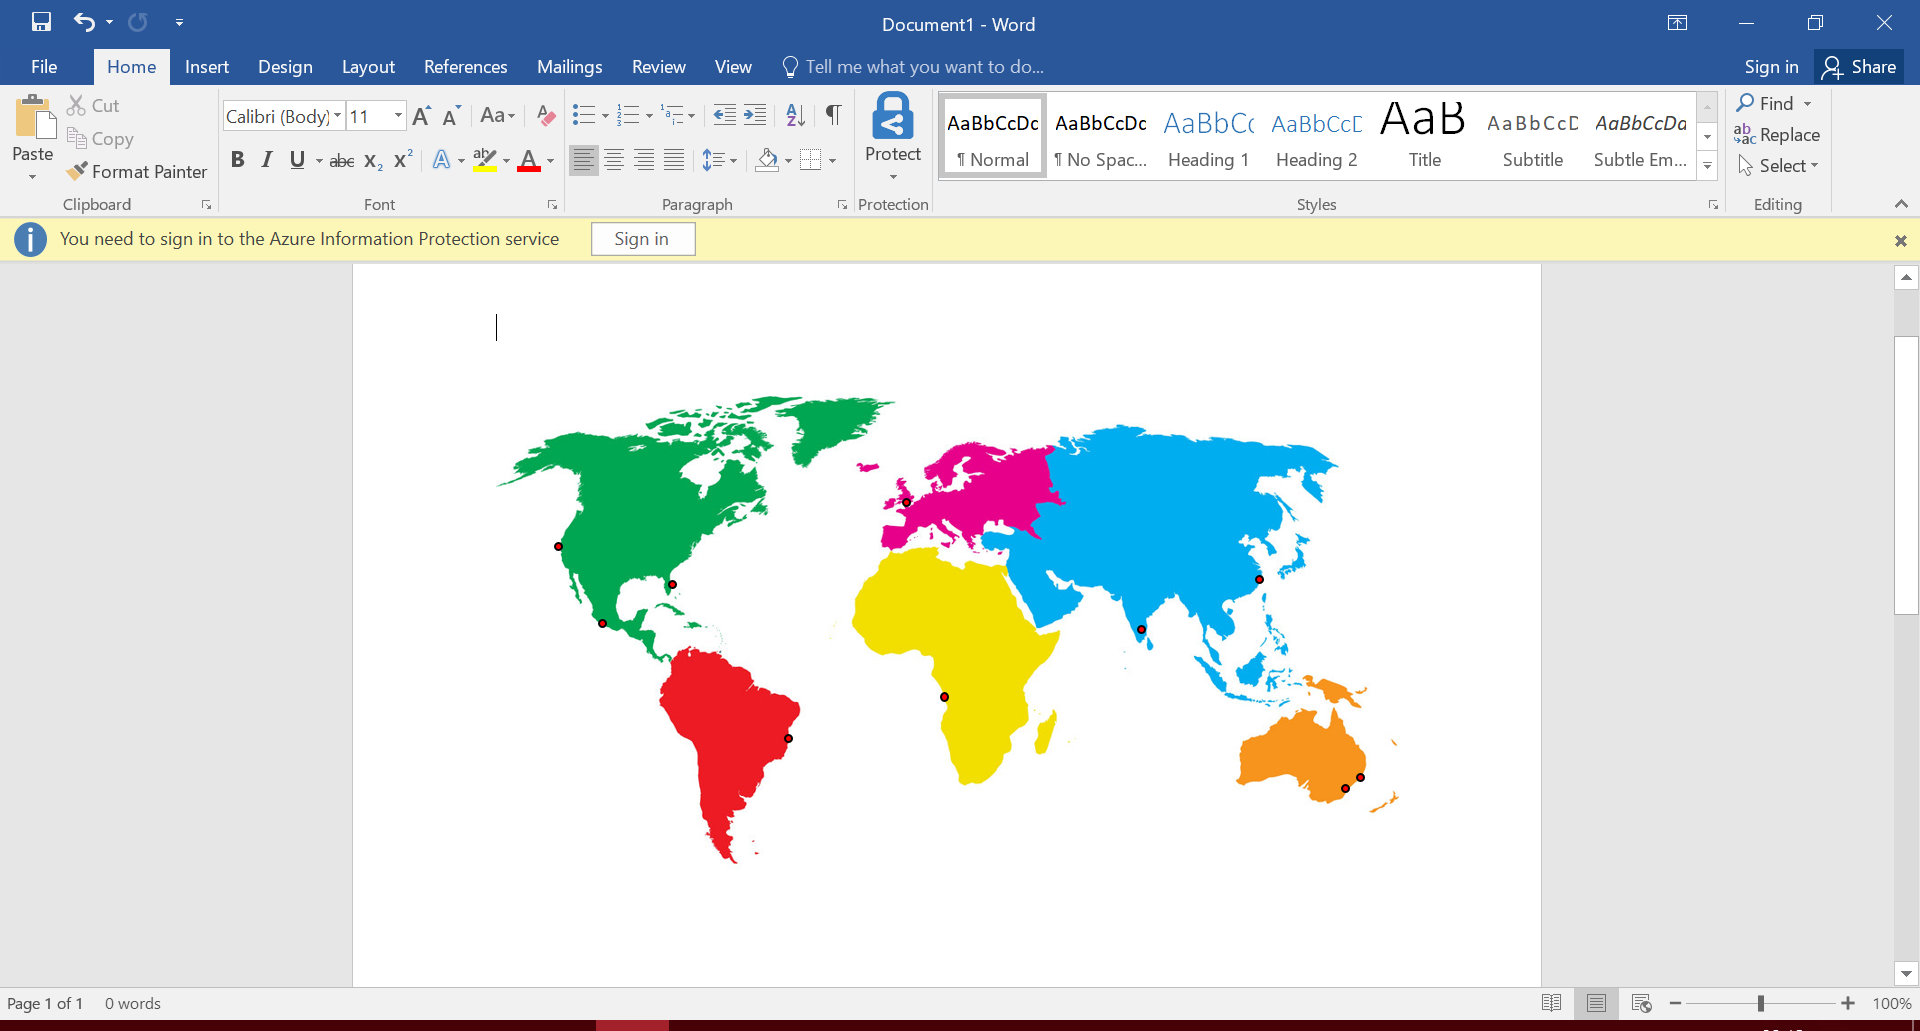 Document1 - Word
File Home Insert Design Layout References Mailings Review View Tell me what you want to do... Sign in Share
Paste
Cut
Copy
Format Painter
Clipboard
Calibri (Body) 11 Aa
B I U abc X₂ X² A ab A
Font
Paragraph
Protect
Protection
AaBbCcDc AaBbCcDc AaBbCc AaBbCcD AaB AaBbCcD AaBbCcDd
¶ Normal ¶ No Spac... Heading 1 Heading 2 Title Subtitle Subtle Em...
Styles
Find
Replace
Select
Editing
You need to sign in to the Azure Information Protection service Sign in
Page 1 of 1 0 words 100%